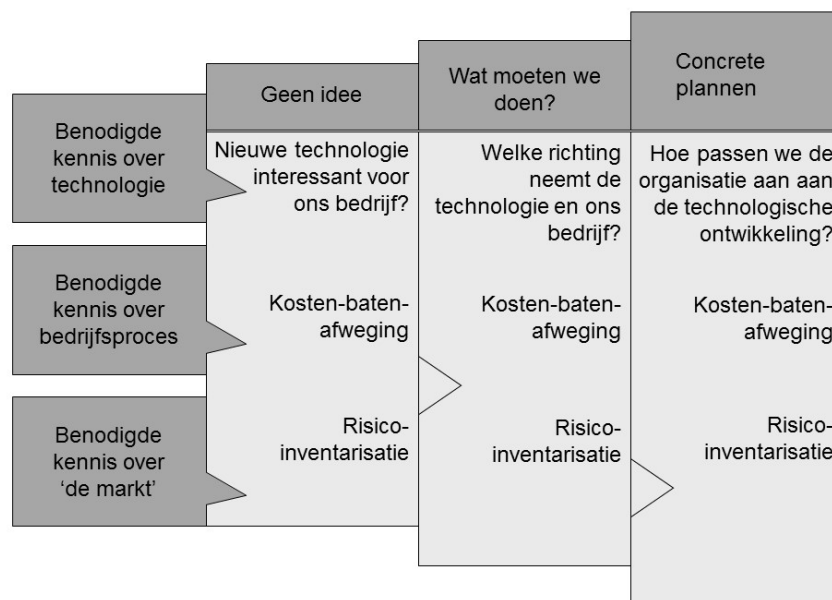 Geen idee
Wat moeten we
doen?
Concrete
plannen
Benodigde
kennis over
technologie
Nieuwe technologie
interessant voor
ons bedrijf?
Welke richting
neemt de
technologie en ons
bedrijf?
Hoe passen we de
organisatie aan aan
de technologische
ontwikkeling?
Benodigde
kennis over
bedrijfsproces
Kosten-baten-
afweging
Kosten-baten-
afweging
Kosten-baten-
afweging
Benodigde
kennis over
‘de markt’
Risico-
inventarisatie
Risico-
inventarisatie
Risico-
inventarisatie